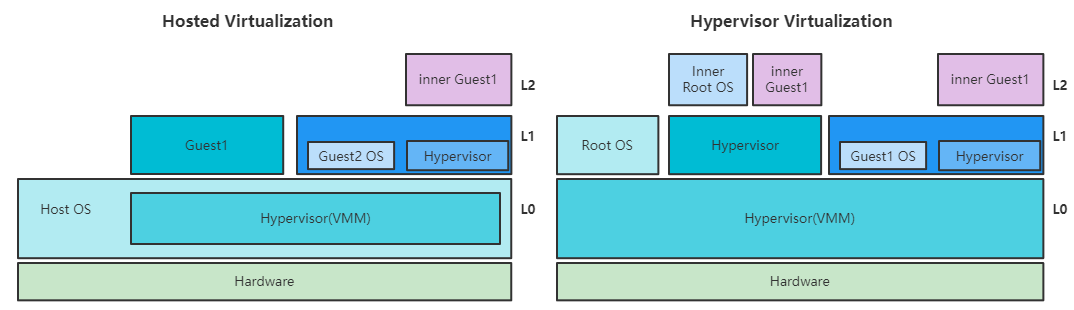 Hosted Virtualization
inner Guest1
L2
Guest1
Guest2 OS
Hypervisor
L1
Host OS
Hypervisor(VMM)
L0
Hardware
Hypervisor Virtualization
Inner
Root OS
inner
Guest1
inner Guest1
L2
Root OS
Hypervisor
Guest1 OS
Hypervisor
L1
Hypervisor(VMM)
L0
Hardware